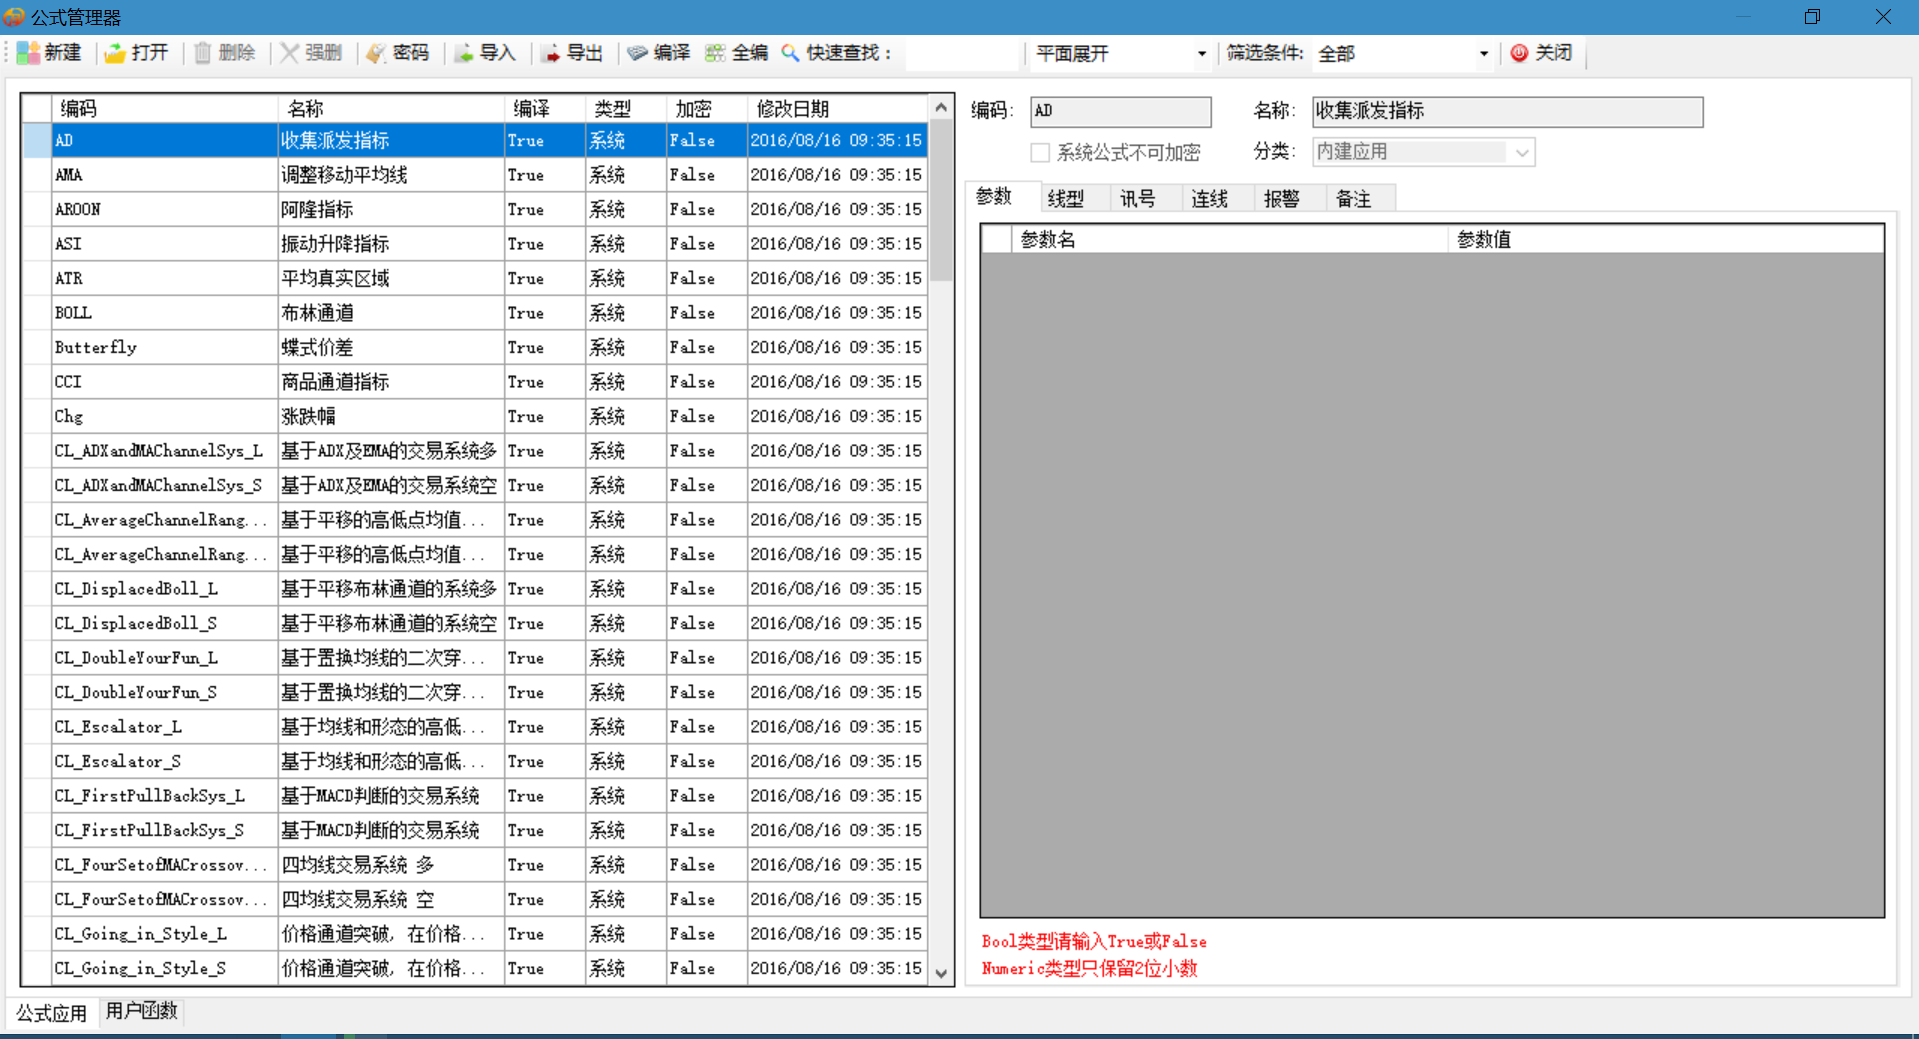 公式管理器
新建 打开 删除 强删 密码 导入 导出 编译 全编 快速查找： 平面展开 筛选条件: 全部 关闭
编码 名称 编译 类型 加密 修改日期
AD 收集派发指标 True 系统 False 2016/08/16 09:35:15
AMA 调整移动平均线 True 系统 False 2016/08/16 09:35:15
AROON 阿隆指标 True 系统 False 2016/08/16 09:35:15
ASI 振动升降指标 True 系统 False 2016/08/16 09:35:15
ATR 平均真实区域 True 系统 False 2016/08/16 09:35:15
BOLL 布林通道 True 系统 False 2016/08/16 09:35:15
Butterfly 蝶式价差 True 系统 False 2016/08/16 09:35:15
CCI 商品通道指标 True 系统 False 2016/08/16 09:35:15
Chg 涨跌幅 True 系统 False 2016/08/16 09:35:15
CL_ADXandMAChannelSys_L 基于ADX及EMA的交易系统多 True 系统 False 2016/08/16 09:35:15
CL_ADXandMAChannelSys_S 基于ADX及EMA的交易系统空 True 系统 False 2016/08/16 09:35:15
CL_AverageChannelRang... 基于平移的高低点均值... True 系统 False 2016/08/16 09:35:15
CL_AverageChannelRang... 基于平移的高低点均值... True 系统 False 2016/08/16 09:35:15
CL_DisplacedBoll_L 基于平移布林通道的系统多 True 系统 False 2016/08/16 09:35:15
CL_DisplacedBoll_S 基于平移布林通道的系统空 True 系统 False 2016/08/16 09:35:15
CL_DoubleYourFun_L 基于置换均线的二次穿... True 系统 False 2016/08/16 09:35:15
CL_DoubleYourFun_S 基于置换均线的二次穿... True 系统 False 2016/08/16 09:35:15
CL_Escalator_L 基于均线和形态的高低... True 系统 False 2016/08/16 09:35:15
CL_Escalator_S 基于均线和形态的高低... True 系统 False 2016/08/16 09:35:15
CL_FirstPullBackSys_L 基于MACD判断的交易系统 True 系统 False 2016/08/16 09:35:15
CL_FirstPullBackSys_S 基于MACD判断的交易系统 True 系统 False 2016/08/16 09:35:15
CL_FourSetofMACrossov... 四均线交易系统 多 True 系统 False 2016/08/16 09:35:15
CL_FourSetofMACrossov... 四均线交易系统 空 True 系统 False 2016/08/16 09:35:15
CL_Going_in_Style_L 价格通道突破，在价格... True 系统 False 2016/08/16 09:35:15
CL_Going_in_Style_S 价格通道突破，在价格... True 系统 False 2016/08/16 09:35:15
编码: AD 名称: 收集派发指标
系统公式不可加密 分类: 内建应用
参数 线型 讯号 连线 报警 备注
参数名 参数值
Bool类型请输入True或False
Numeric类型只保留2位小数
公式应用 用户函数